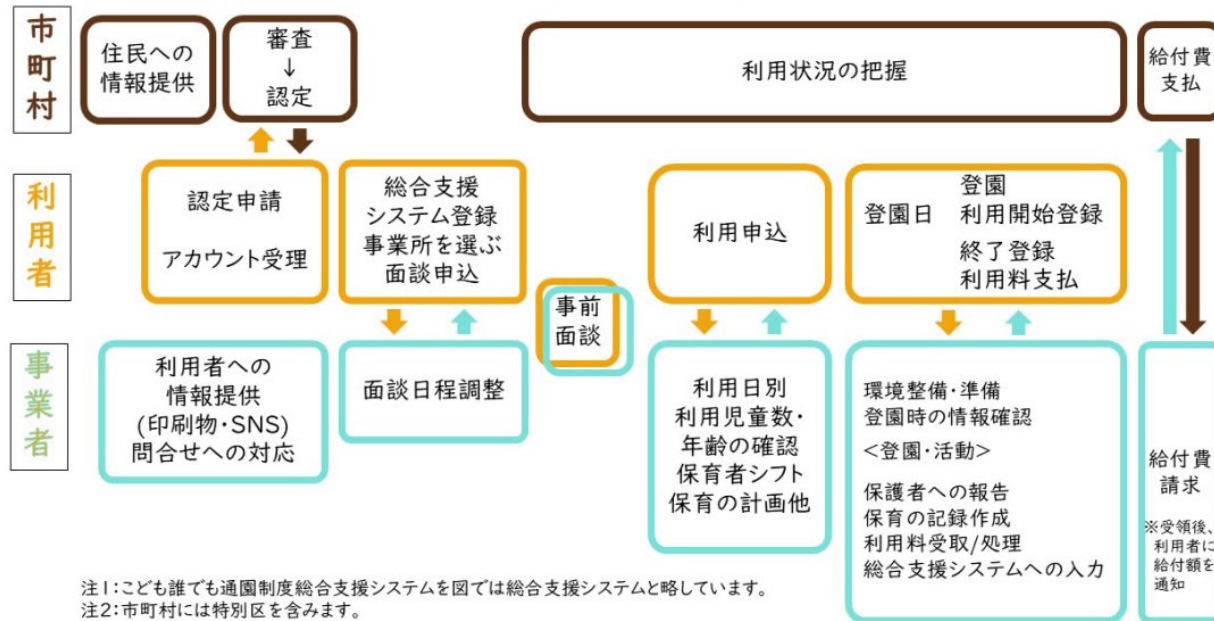 市町村
住民への
情報提供
審査
↓
認定
利用状況の把握
給付費
支払
利用者
認定申請
アカウント受理
総合支援
システム登録
事業所を選ぶ
面談申込
事前
面談
利用申込
登園日
登園
利用開始登録
終了登録
利用料支払
事業者
利用者への
情報提供
(印刷物・SNS)
問合せへの対応
面談日程調整
利用日別
利用児童数・
年齢の確認
保育者シフト
保育の計画他
環境整備・準備
登園時の情報確認
<登園・活動>
保護者への報告
保育の記録作成
利用料受取/処理
総合支援システムへの入力
給付費
請求
※受領後、
利用者に
給付額を
通知
注1:こども誰でも通園制度総合支援システムを図では総合支援システムと略しています。
注2:市町村には特別区を含みます。